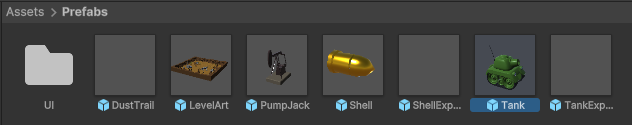 Assets > Prefabs
UI
DustTrail
LevelArt
PumpJack
Shell
ShellExp...
Tank
TankExp...